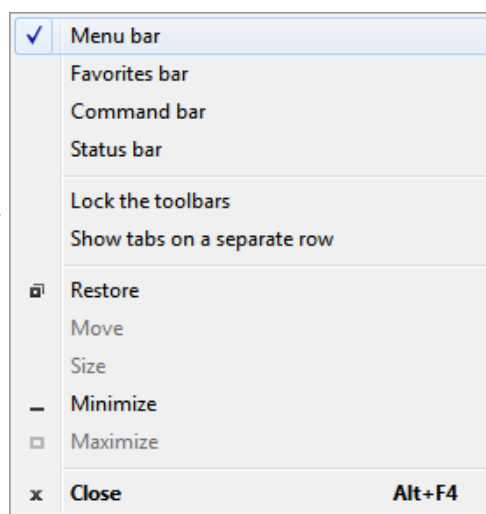 Menu bar
Favorites bar
Command bar
Status bar
Lock the toolbars
Show tabs on a separate row
Restore
Move
Size
Minimize
Maximize
Close Alt+F4